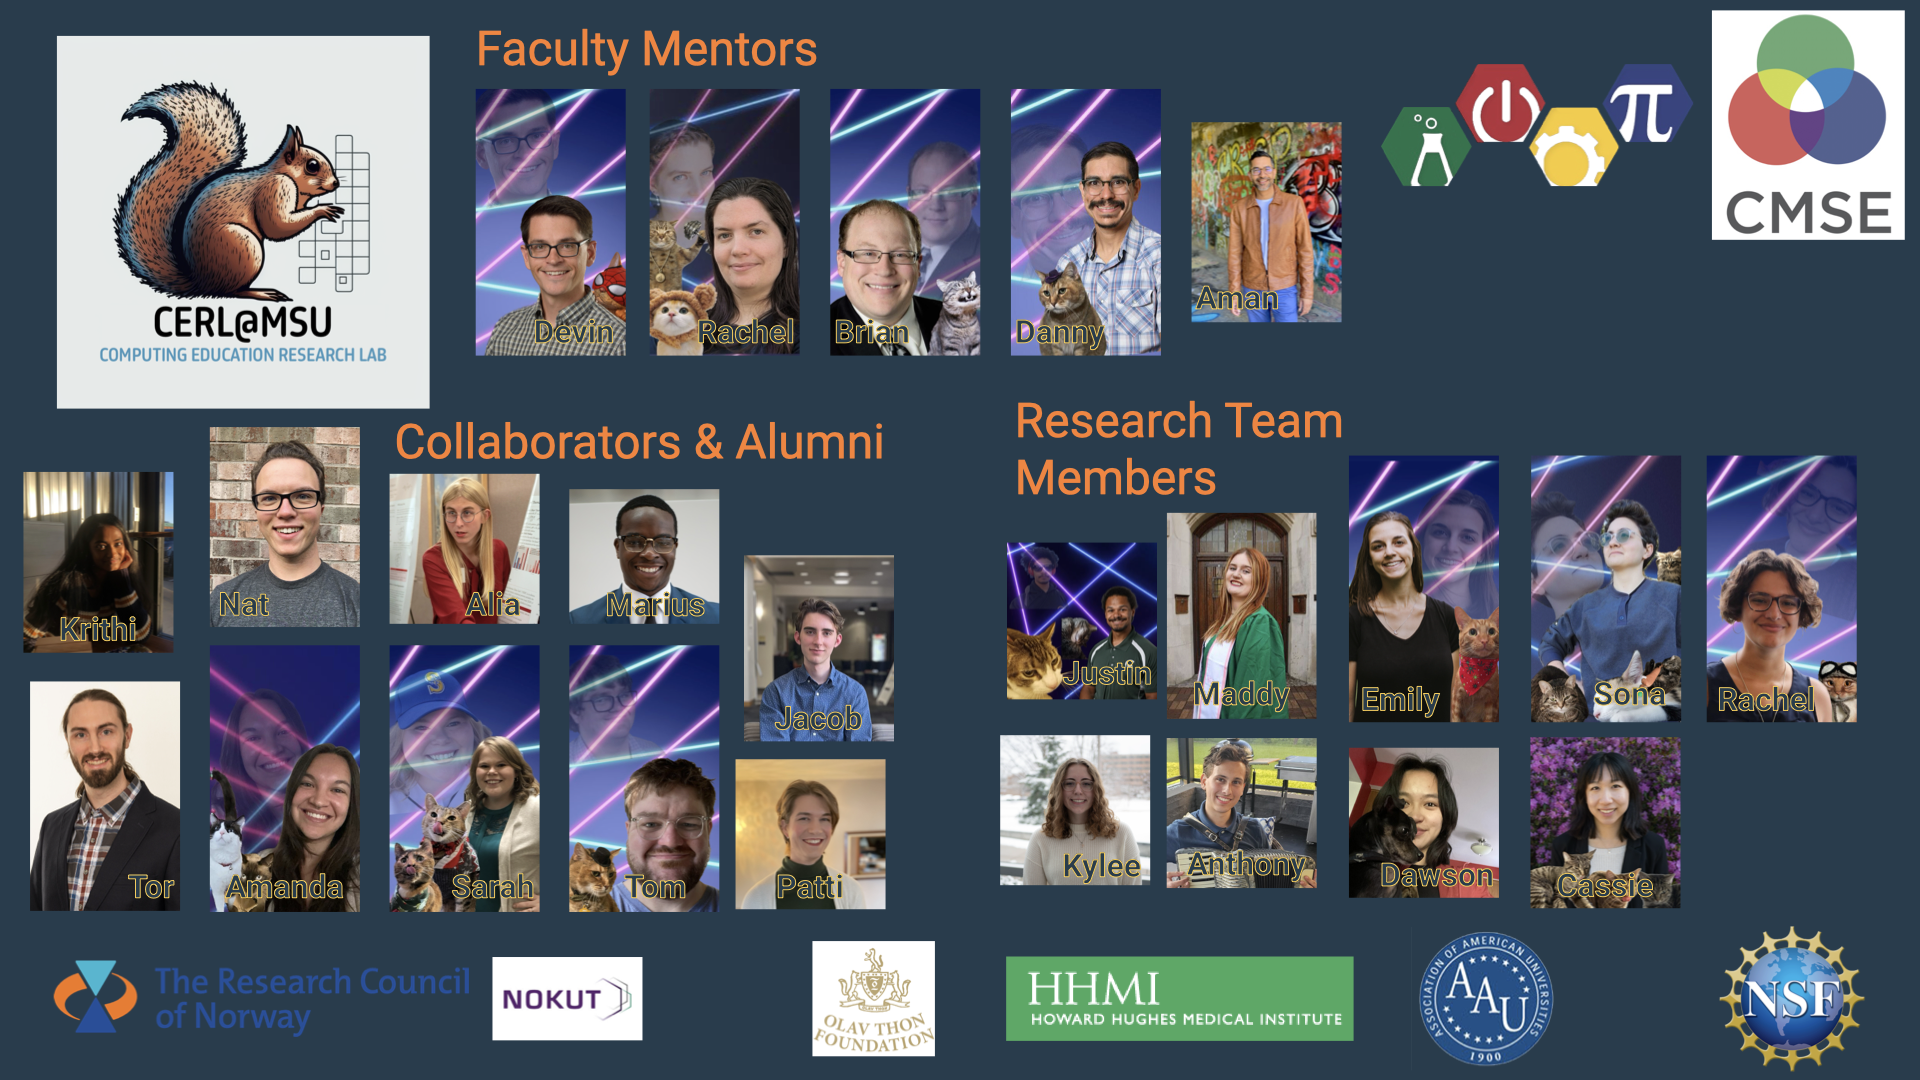 Faculty Mentors
CERL@MSU
COMPUTING EDUCATION RESEARCH LAB
Devin
Rachel
Brian
Danny
Aman
π
CMSE
Collaborators & Alumni
Krithi
Nat
Alia
Marius
Jacob
Tor
Amanda
S
Sarah
Tom
Patti
Research Team
Members
Justin
Maddy
Emily
Sona
Rachel
Kylee
Anthony
Dawson
Cassie
The Research Council
of Norway
NOKUT
OLAV THON
OLAV THON
FOUNDATION
HHMI
HOWARD HUGHES MEDICAL INSTITUTE
ASSOCIATION OF AMERICAN UNIVERSITIES
AAU
1900
NSF